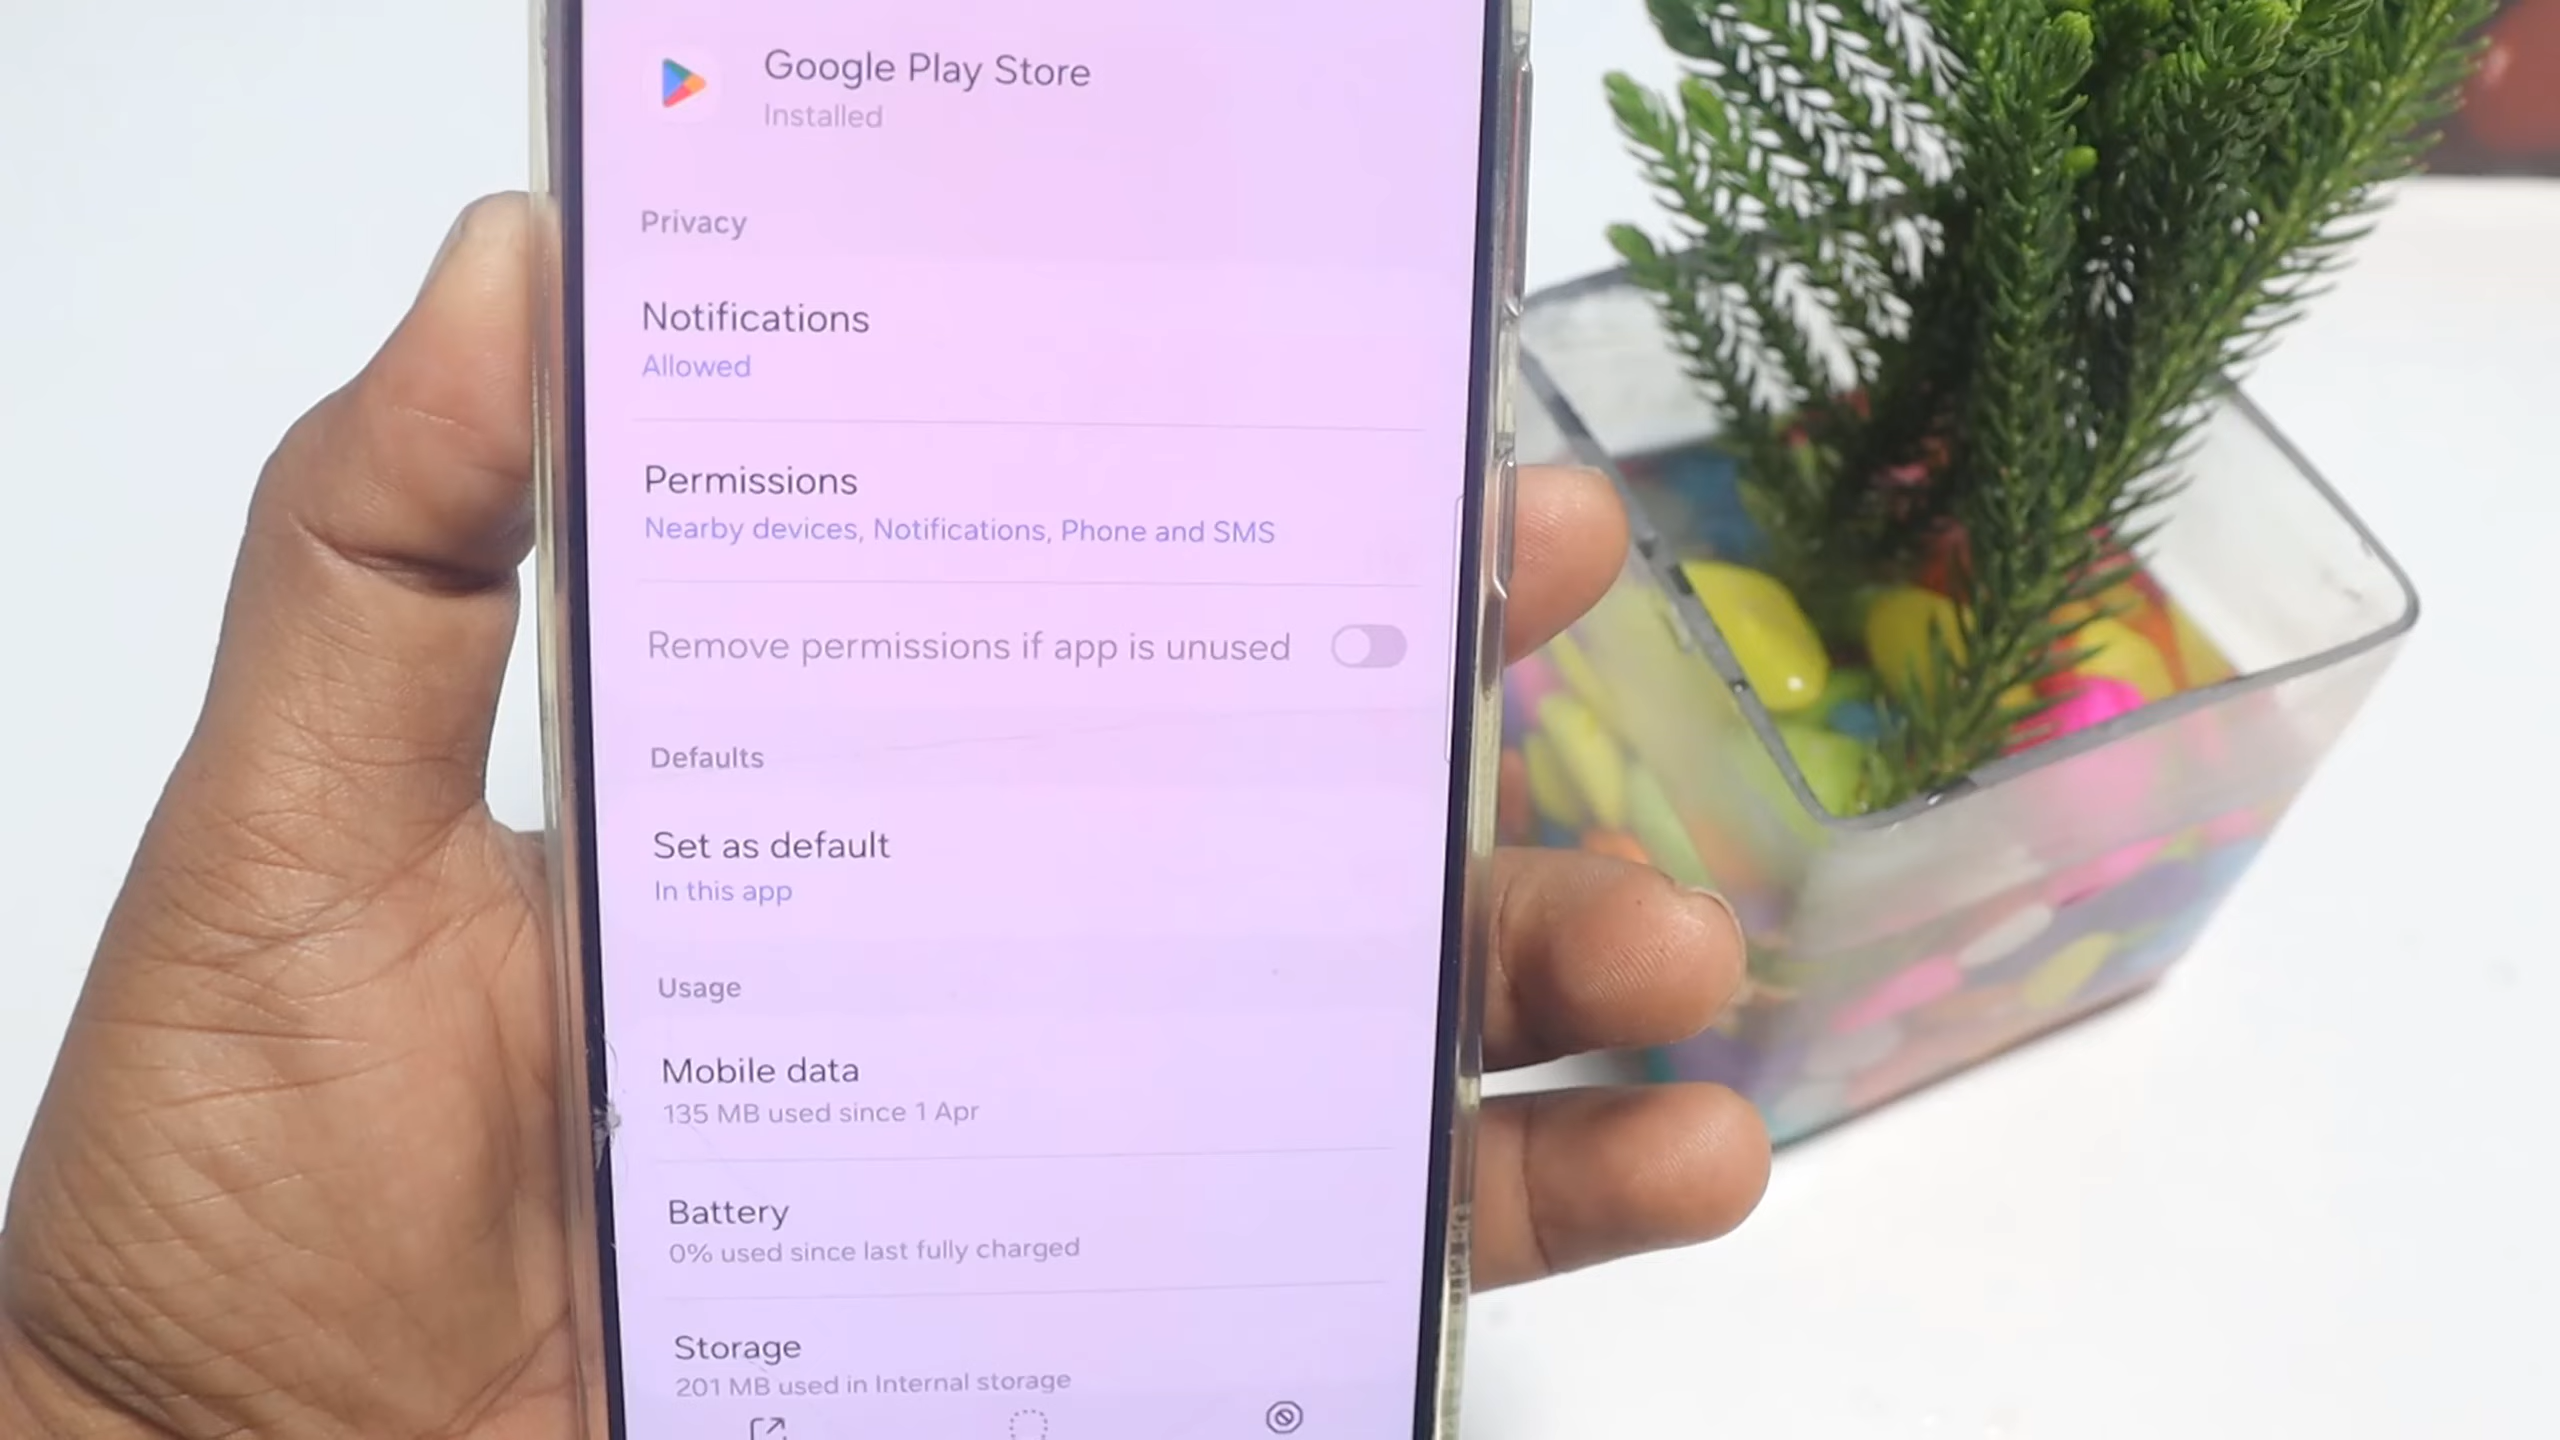 Google Play Store
Installed
Privacy
Notifications
Allowed
Permissions
Nearby devices, Notifications, Phone and SMS
Remove permissions if app is unused
Defaults
Set as default
In this app
Usage
Mobile data
135 MB used since 1 Apr
Battery
0% used since last fully charged
Storage
201 MB used in Internal storage